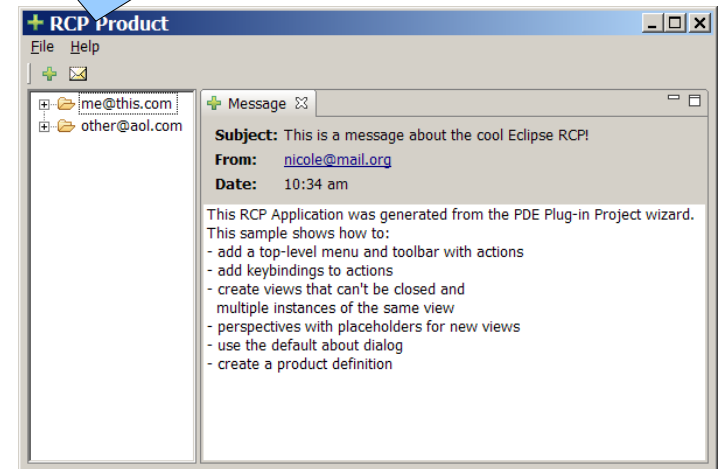 RCP Product
File Help
me@this.com
other@aol.com
Message
Subject: This is a message about the cool Eclipse RCP!
From: nicole@mail.org
Date: 10:34 am
This RCP Application was generated from the PDE Plug-in Project wizard.
This sample shows how to:
- add a top-level menu and toolbar with actions
- add keybindings to actions
- create views that can't be closed and
multiple instances of the same view
- perspectives with placeholders for new views
- use the default about dialog
- create a product definition